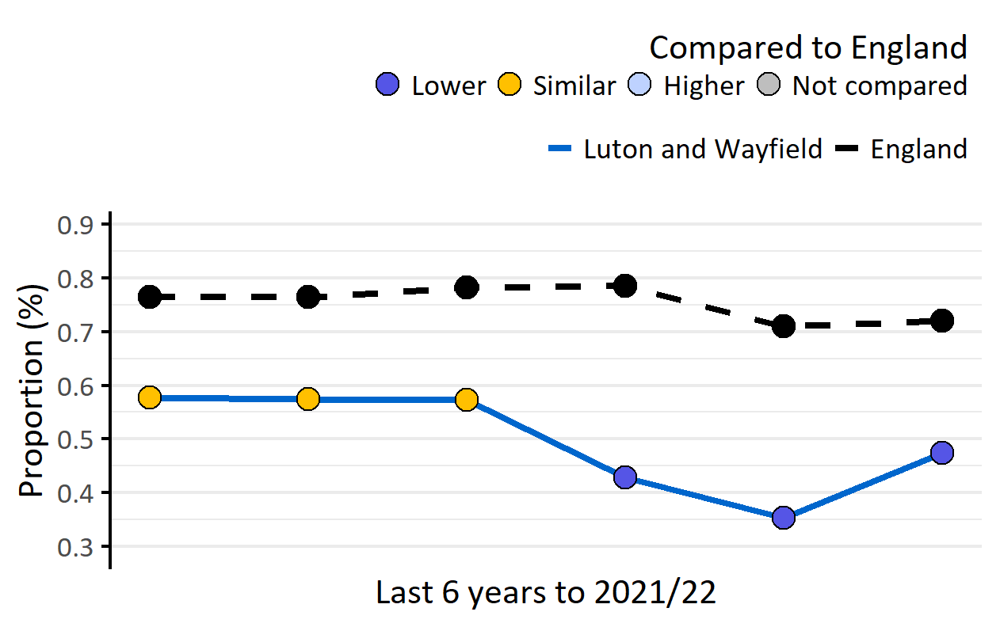 Compared to England
Lower Similar Higher Not compared
Luton and Wayfield England
0.9
0.8
0.7
0.6
0.5
0.4
0.3
Proportion (%)
Last 6 years to 2021/22